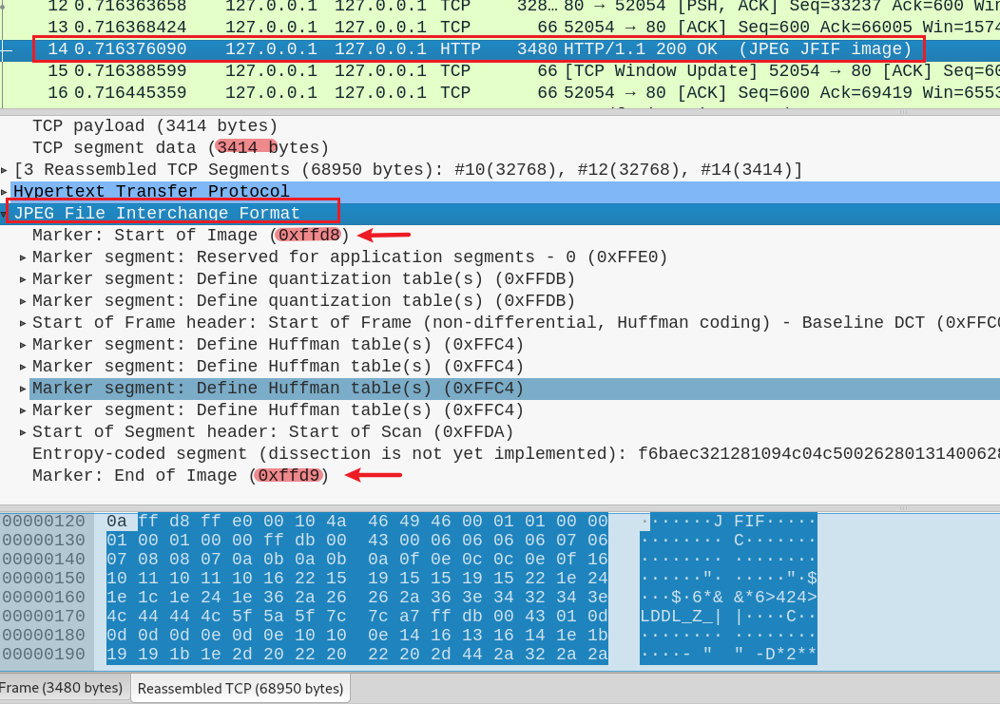 12 0.716363658 127.0.0.1 127.0.0.1 TCP 328… 80 → 52054 [PSH, ACK] Seq=33237 Ack=600 Win
13 0.716368424 127.0.0.1 127.0.0.1 TCP 66 52054 → 80 [ACK] Seq=600 Ack=66005 Win=1574
14 0.716376090 127.0.0.1 127.0.0.1 HTTP 3480 HTTP/1.1 200 OK (JPEG JFIF image)
15 0.716388599 127.0.0.1 127.0.0.1 TCP 66 [TCP Window Update] 52054 → 80 [ACK] Seq=60
16 0.716445359 127.0.0.1 127.0.0.1 TCP 66 52054 → 80 [ACK] Seq=600 Ack=69419 Win=6553
TCP payload (3414 bytes)
TCP segment data (3414 bytes)
[3 Reassembled TCP Segments (68950 bytes): #10(32768), #12(32768), #14(3414)]
Hypertext Transfer Protocol
JPEG File Interchange Format
Marker: Start of Image (0xffd8)
Marker segment: Reserved for application segments - 0 (0xFFE0)
Marker segment: Define quantization table(s) (0xFFDB)
Marker segment: Define quantization table(s) (0xFFDB)
Start of Frame header: Start of Frame (non-differential, Huffman coding) - Baseline DCT (0xFFC0
Marker segment: Define Huffman table(s) (0xFFC4)
Marker segment: Define Huffman table(s) (0xFFC4)
Marker segment: Define Huffman table(s) (0xFFC4)
Marker segment: Define Huffman table(s) (0xFFC4)
Start of Segment header: Start of Scan (0xFFDA)
Entropy-coded segment (dissection is not yet implemented): f6baec321281094c04c50026280131400628
Marker: End of Image (0xffd9)
00000120 0a ff d8 ff e0 00 10 4a 46 49 46 00 01 01 00 00 ·······J FIF·····
00000130 01 00 01 00 00 ff db 00 43 00 06 06 06 06 07 06 ········ C·······
00000140 07 08 08 07 0a 0b 0a 0b 0a 0f 0e 0c 0c 0e 0f 16 ········ ········
00000150 10 11 10 11 10 16 22 15 19 15 15 19 15 22 1e 24 ······"· ·····"·$
00000160 1e 1c 1e 24 1e 36 2a 26 26 2a 36 3e 34 32 34 3e ···$·6*& &*6>424>
00000170 4c 44 44 4c 5f 5a 5f 7c 7c a7 ff db 00 43 01 0d LDDL_Z_| |····C··
00000180 0d 0d 0d 0e 0d 0e 10 10 0e 14 16 13 16 14 1e 1b ········ ········
00000190 19 19 1b 1e 2d 20 22 20 22 20 2d 44 2a 32 2a 2a ····- " " -D*2**
Frame (3480 bytes) Reassembled TCP (68950 bytes)